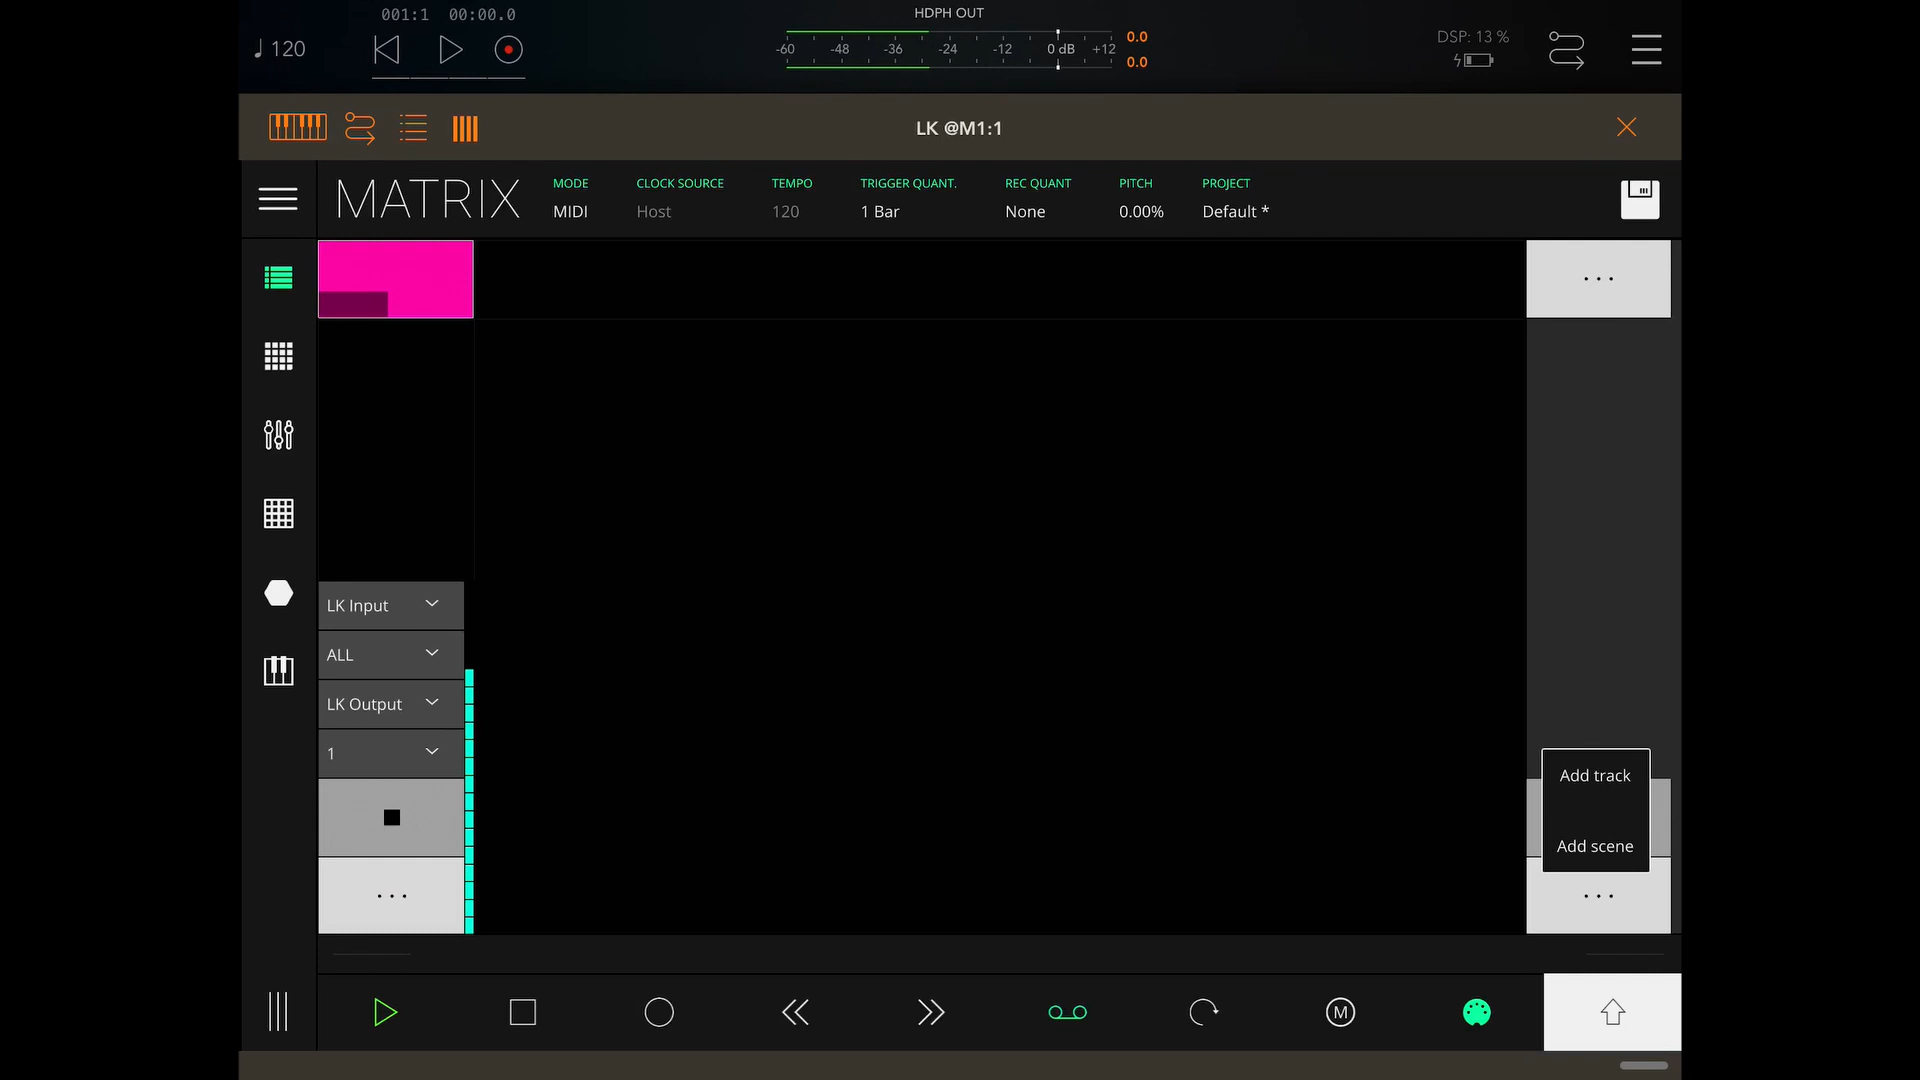 HDPH OUT
001:1 00:00.0
120
-60 -48 -36 -24 -12 0 dB +12
0.0
0.0
DSP: 13 %
LK @M1:1
MATRIX
MODE
MIDI
CLOCK SOURCE
Host
TEMPO
120
TRIGGER QUANT.
1 Bar
REC QUANT
None
PITCH
0.00%
PROJECT
Default *
...
LK Input
ALL
LK Output
1
...
Add track
Add scene
...
M